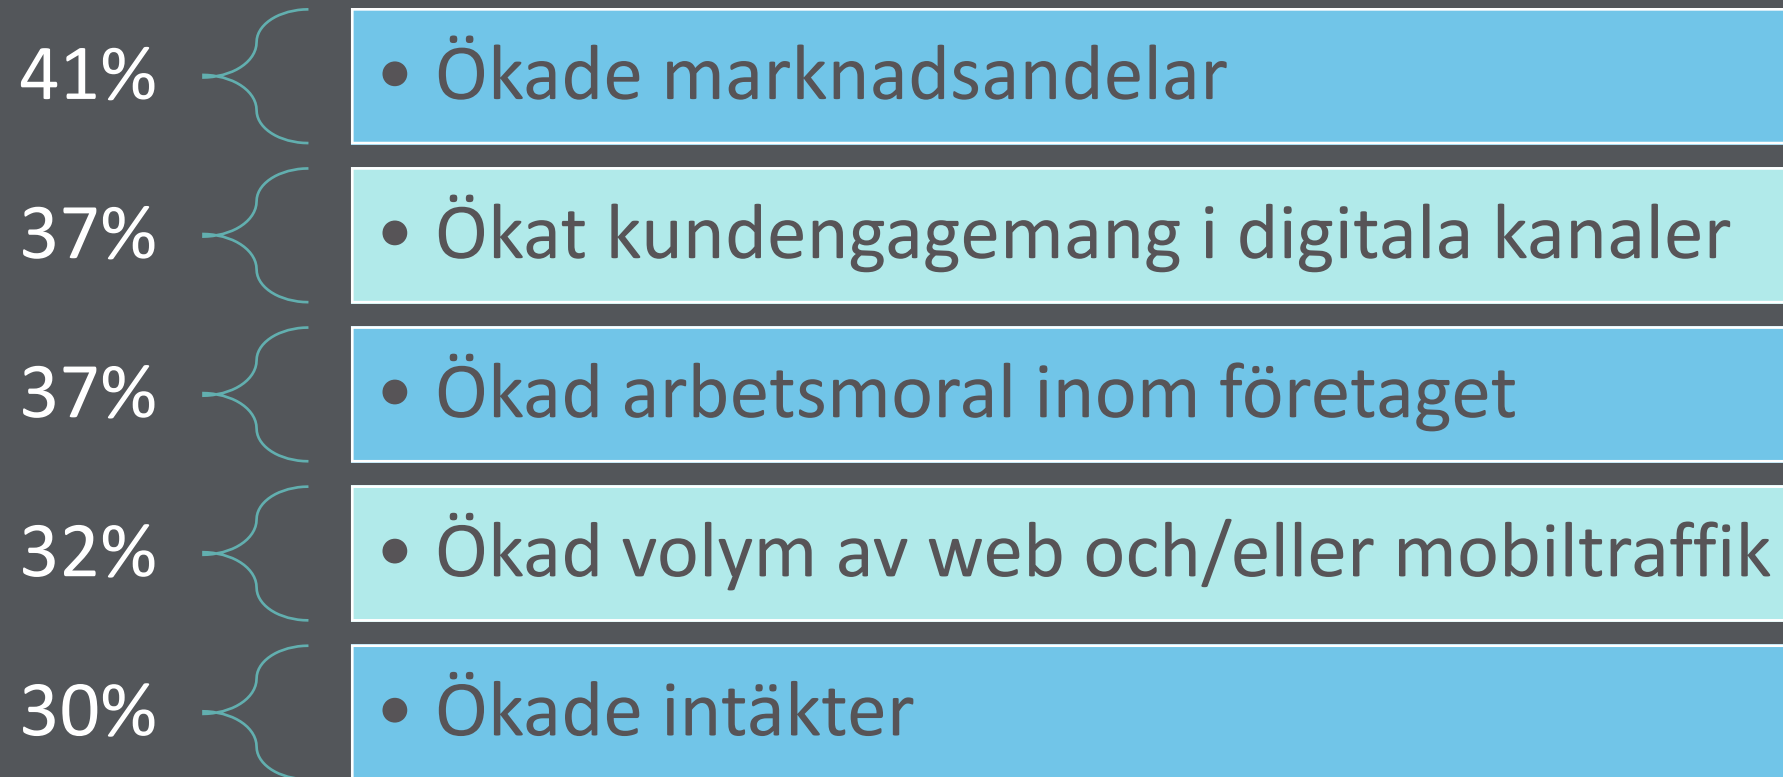 41%
• Ökade marknadsandelar
37%
• Ökat kundengagemang i digitala kanaler
37%
• Ökad arbetsmoral inom företaget
32%
• Ökad volym av web och/eller mobiltraffik
30%
• Ökade intäkter